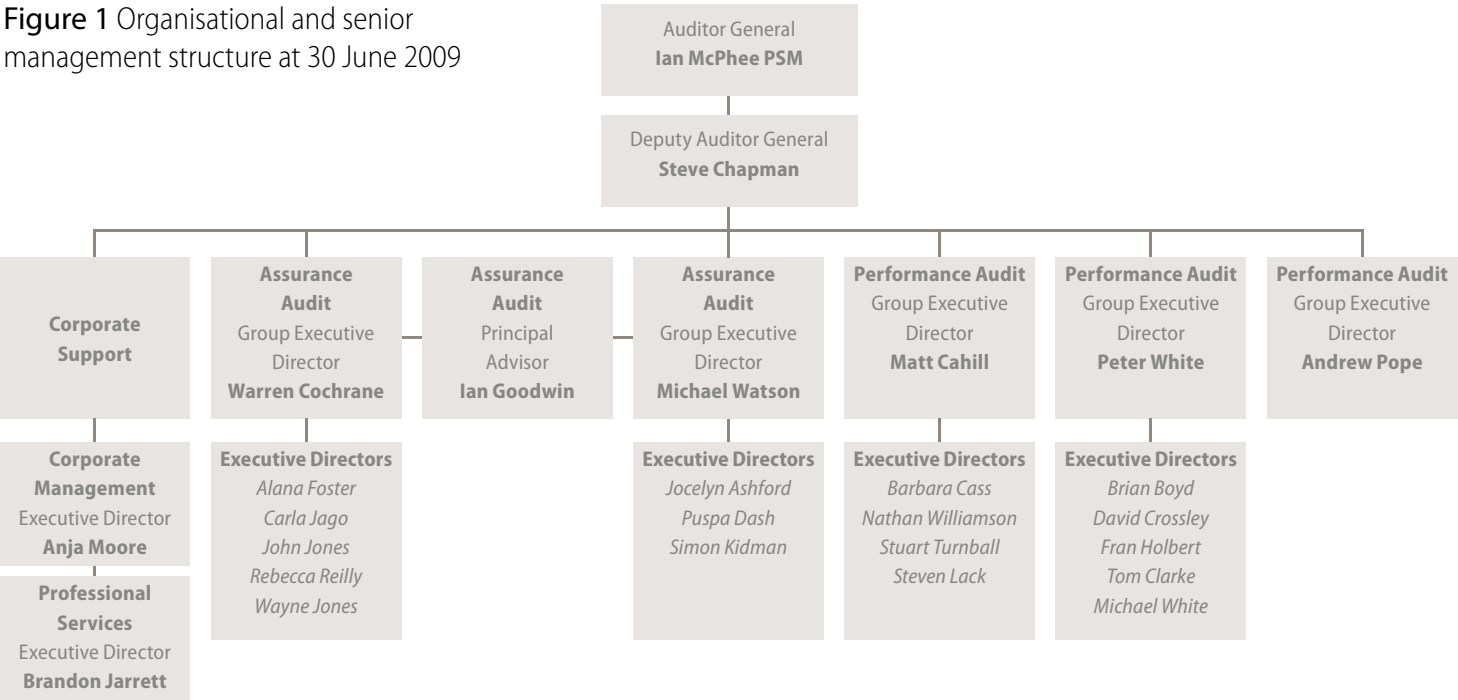 Figure 1 Organisational and senior
management structure at 30 June 2009
Auditor General
Ian McPhee PSM
Deputy Auditor General
Steve Chapman
Corporate
Support
Assurance
Audit
Group Executive
Director
Warren Cochrane
Assurance
Audit
Principal
Advisor
Ian Goodwin
Assurance
Audit
Group Executive
Director
Michael Watson
Performance Audit
Group Executive
Director
Matt Cahill
Performance Audit
Group Executive
Director
Peter White
Performance Audit
Group Executive
Director
Andrew Pope
Corporate
Management
Executive Director
Anja Moore
Professional
Services
Executive Director
Brandon Jarrett
Executive Directors
Alana Foster
Carla Jago
John Jones
Rebecca Reilly
Wayne Jones
Executive Directors
Jocelyn Ashford
Puspa Dash
Simon Kidman
Executive Directors
Barbara Cass
Nathan Williamson
Stuart Turnball
Steven Lack
Executive Directors
Brian Boyd
David Crossley
Fran Holbert
Tom Clarke
Michael White